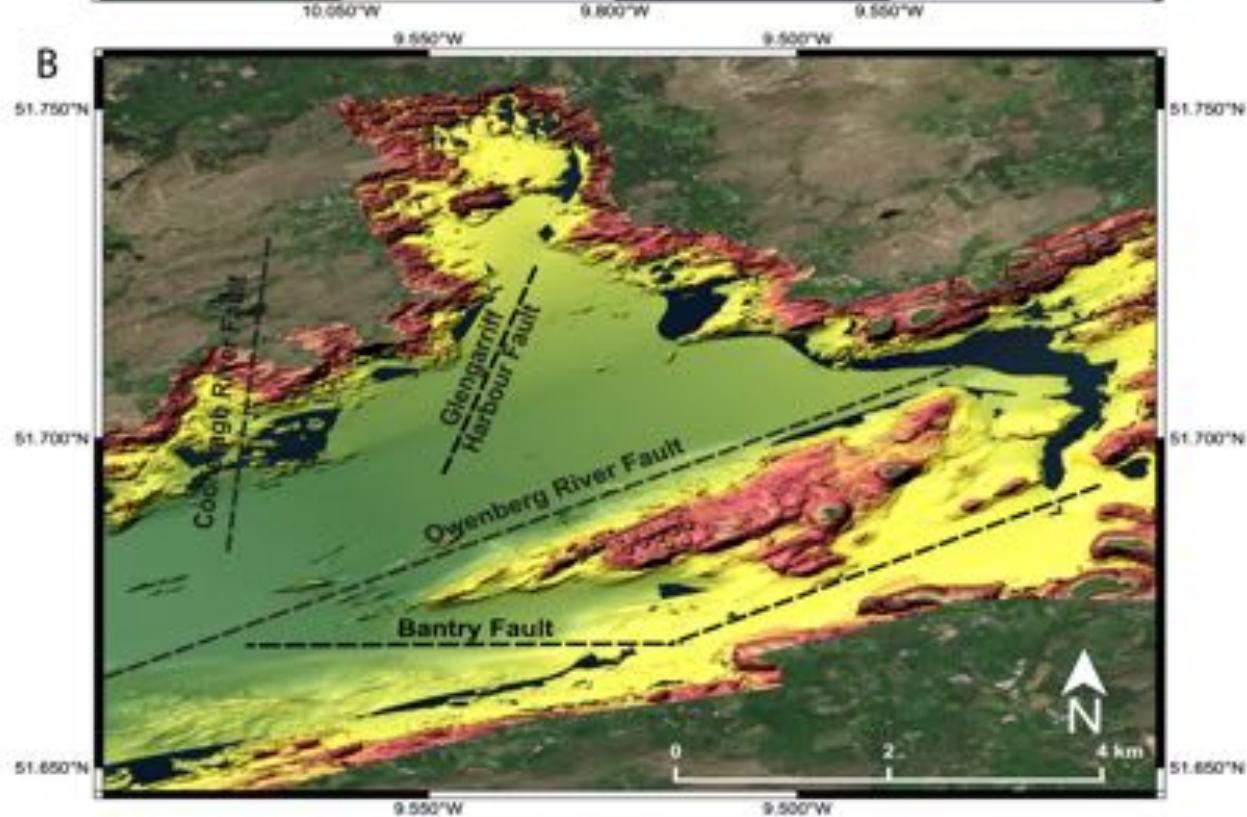 10.050°W 9.800°W 9.550°W
9.550°W 9.500°W
B
51.750°N 51.750°N
Glengarriff
Harbour Fault
River Fault
51.700°N 51.700°N
Owenberg River Fault
Bantry Fault
N
0 2 4 km
51.650°N 51.650°N
9.550°W 9.500°W